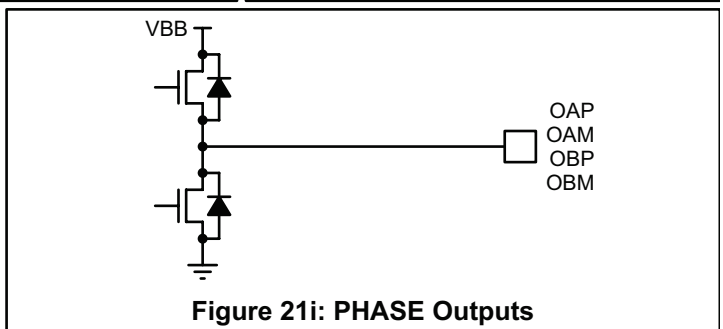 VBB
OAP
OAM
OBP
OBM
Figure 21i: PHASE Outputs